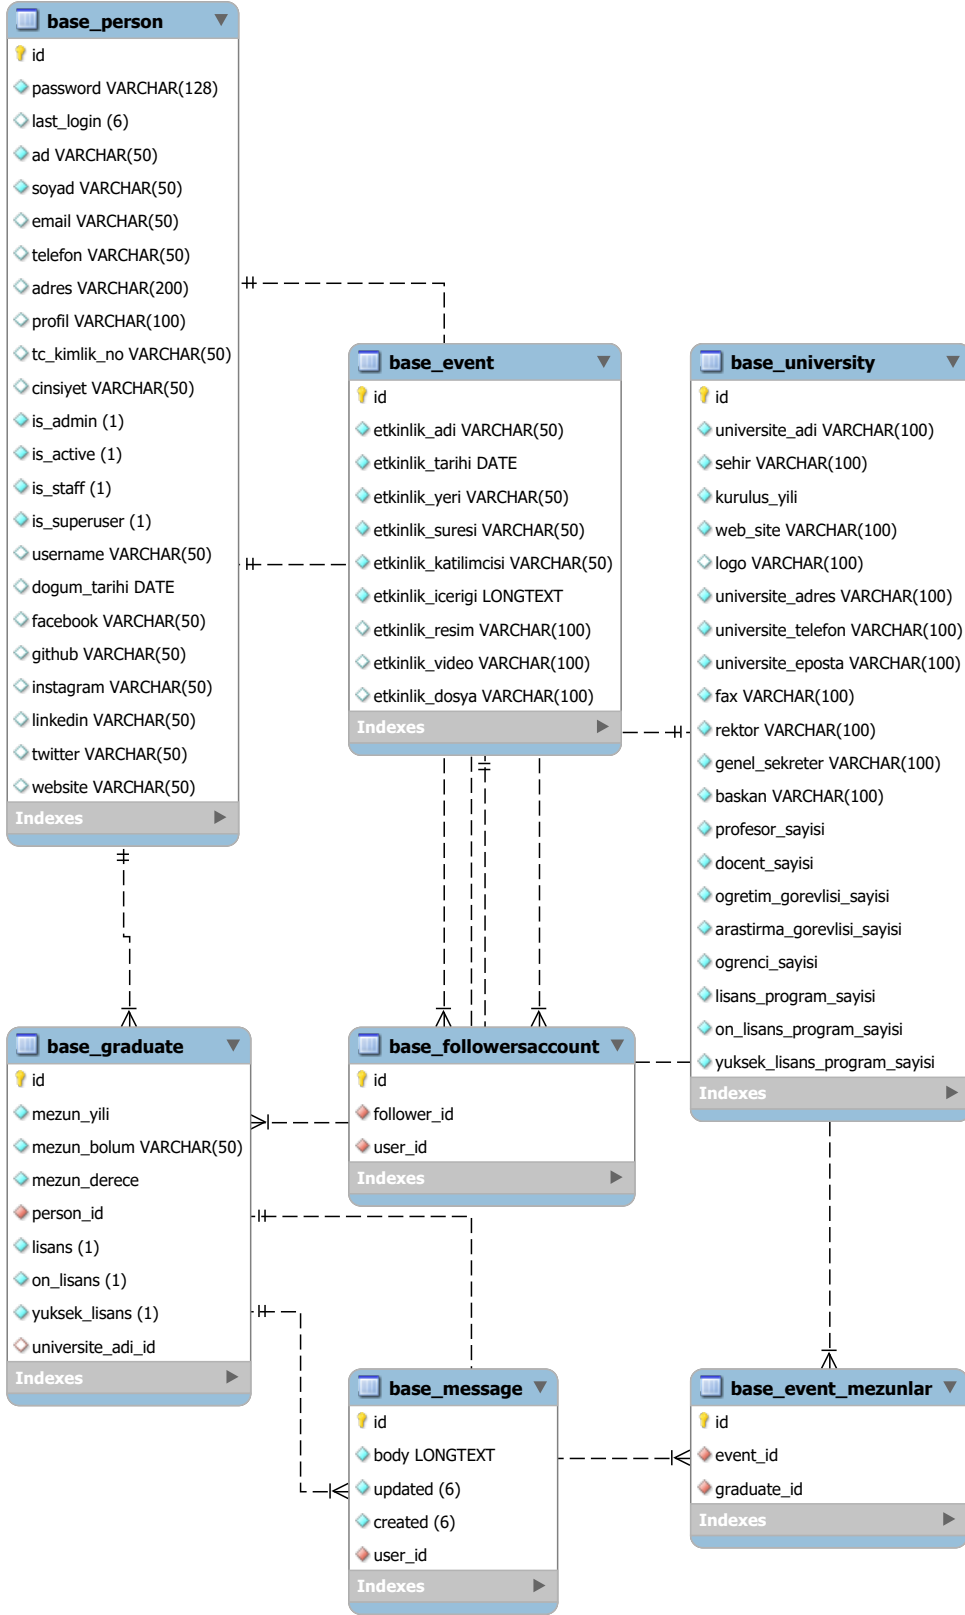 base_person
id
password VARCHAR(128)
last_login (6)
ad VARCHAR(50)
soyad VARCHAR(50)
email VARCHAR(50)
telefon VARCHAR(50)
adres VARCHAR(200)
profil VARCHAR(100)
tc_kimlik_no VARCHAR(50)
cinsiyet VARCHAR(50)
is_admin (1)
is_active (1)
is_staff (1)
is_superuser (1)
username VARCHAR(50)
dogum_tarihi DATE
facebook VARCHAR(50)
github VARCHAR(50)
instagram VARCHAR(50)
linkedin VARCHAR(50)
twitter VARCHAR(50)
website VARCHAR(50)
Indexes
base_event
id
etkinlik_adi VARCHAR(50)
etkinlik_tarihi DATE
etkinlik_yeri VARCHAR(50)
etkinlik_suresi VARCHAR(50)
etkinlik_katilimcisi VARCHAR(50)
etkinlik_icerigi LONGTEXT
etkinlik_resim VARCHAR(100)
etkinlik_video VARCHAR(100)
etkinlik_dosya VARCHAR(100)
Indexes
base_university
id
universite_adi VARCHAR(100)
sehir VARCHAR(100)
kurulus_yili
web_site VARCHAR(100)
logo VARCHAR(100)
universite_adres VARCHAR(100)
universite_telefon VARCHAR(100)
universite_eposta VARCHAR(100)
fax VARCHAR(100)
rektor VARCHAR(100)
genel_sekreter VARCHAR(100)
baskan VARCHAR(100)
profesor_sayisi
docent_sayisi
ogretim_gorevlisi_sayisi
arastirma_gorevlisi_sayisi
ogrenci_sayisi
lisans_program_sayisi
on_lisans_program_sayisi
yuksek_lisans_program_sayisi
Indexes
base_graduate
id
mezun_yili
mezun_bolum VARCHAR(50)
mezun_derece
person_id
lisans (1)
on_lisans (1)
yuksek_lisans (1)
universite_adi_id
Indexes
base_followersaccount
id
follower_id
user_id
Indexes
base_message
id
body LONGTEXT
updated (6)
created (6)
user_id
Indexes
base_event_mezunlar
id
event_id
graduate_id
Indexes